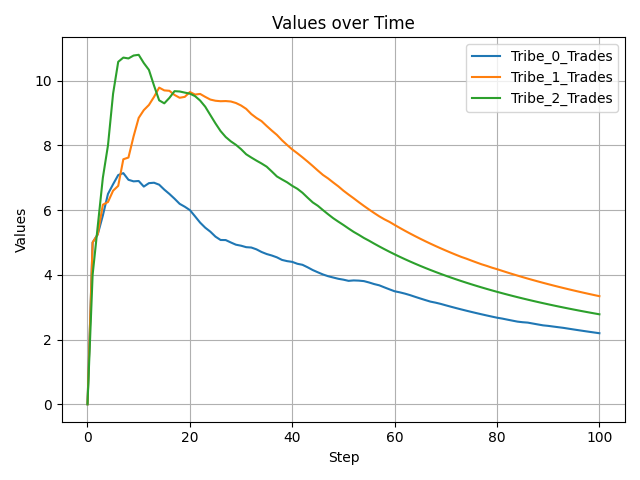 Values over Time
Tribe_0_Trades
Tribe_1_Trades
Tribe_2_Trades
Values
10
8
6
4
2
0
0 20 40 60 80 100
Step